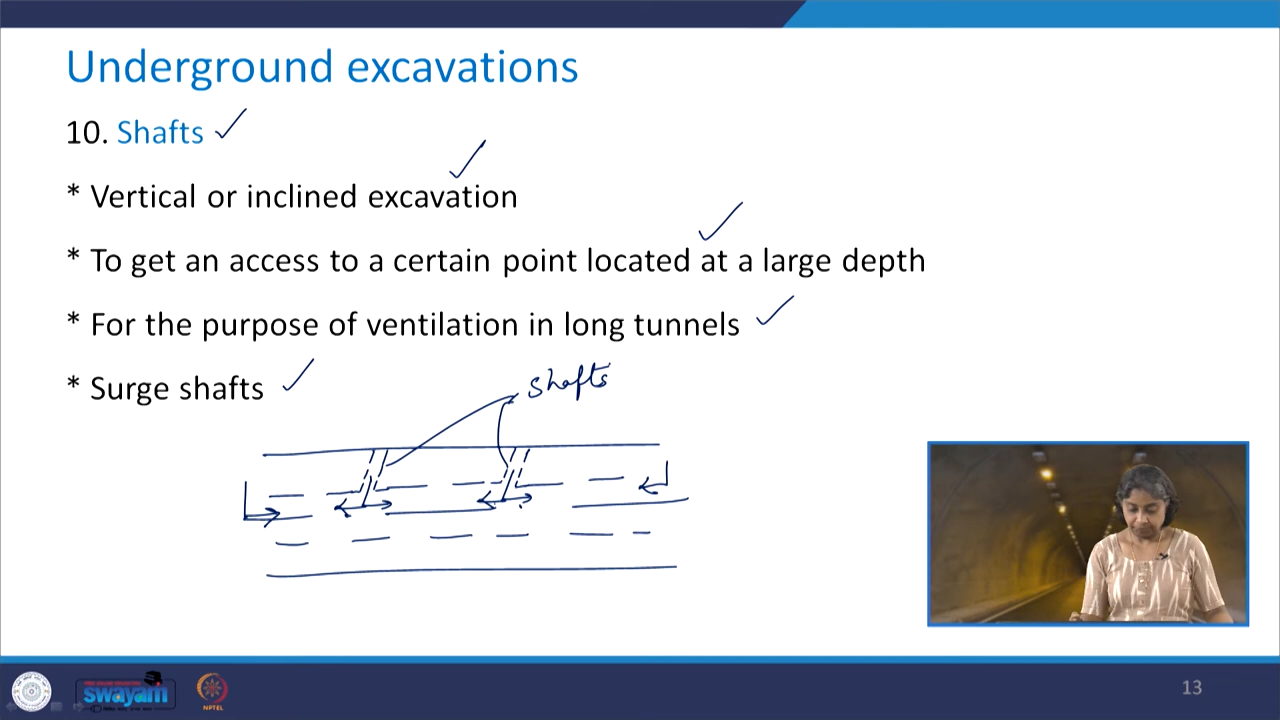 Underground excavations
10. Shafts
* Vertical or inclined excavation
* To get an access to a certain point located at a large depth
* For the purpose of ventilation in long tunnels
* Surge shafts
shafts
swayam
NPTEL
13